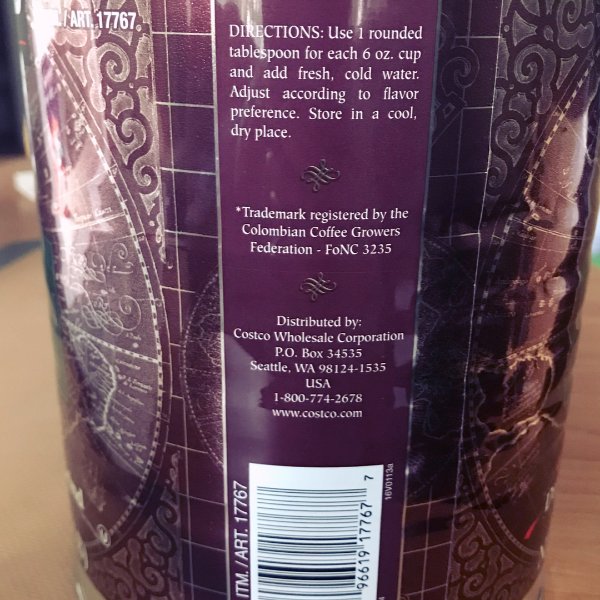 ITM. / ART. 17767
DIRECTIONS: Use 1 rounded
tablespoon for each 6 oz. cup
and add fresh, cold water.
Adjust according to flavor
preference. Store in a cool,
dry place.
*Trademark registered by the
Colombian Coffee Growers
Federation - FoNC 3235
Distributed by:
Costco Wholesale Corporation
P.O. Box 34535
Seattle, WA 98124-1535
USA
1-800-774-2678
www.costco.com
ITM. / ART. 17767
96619 17767 7
16V0113a